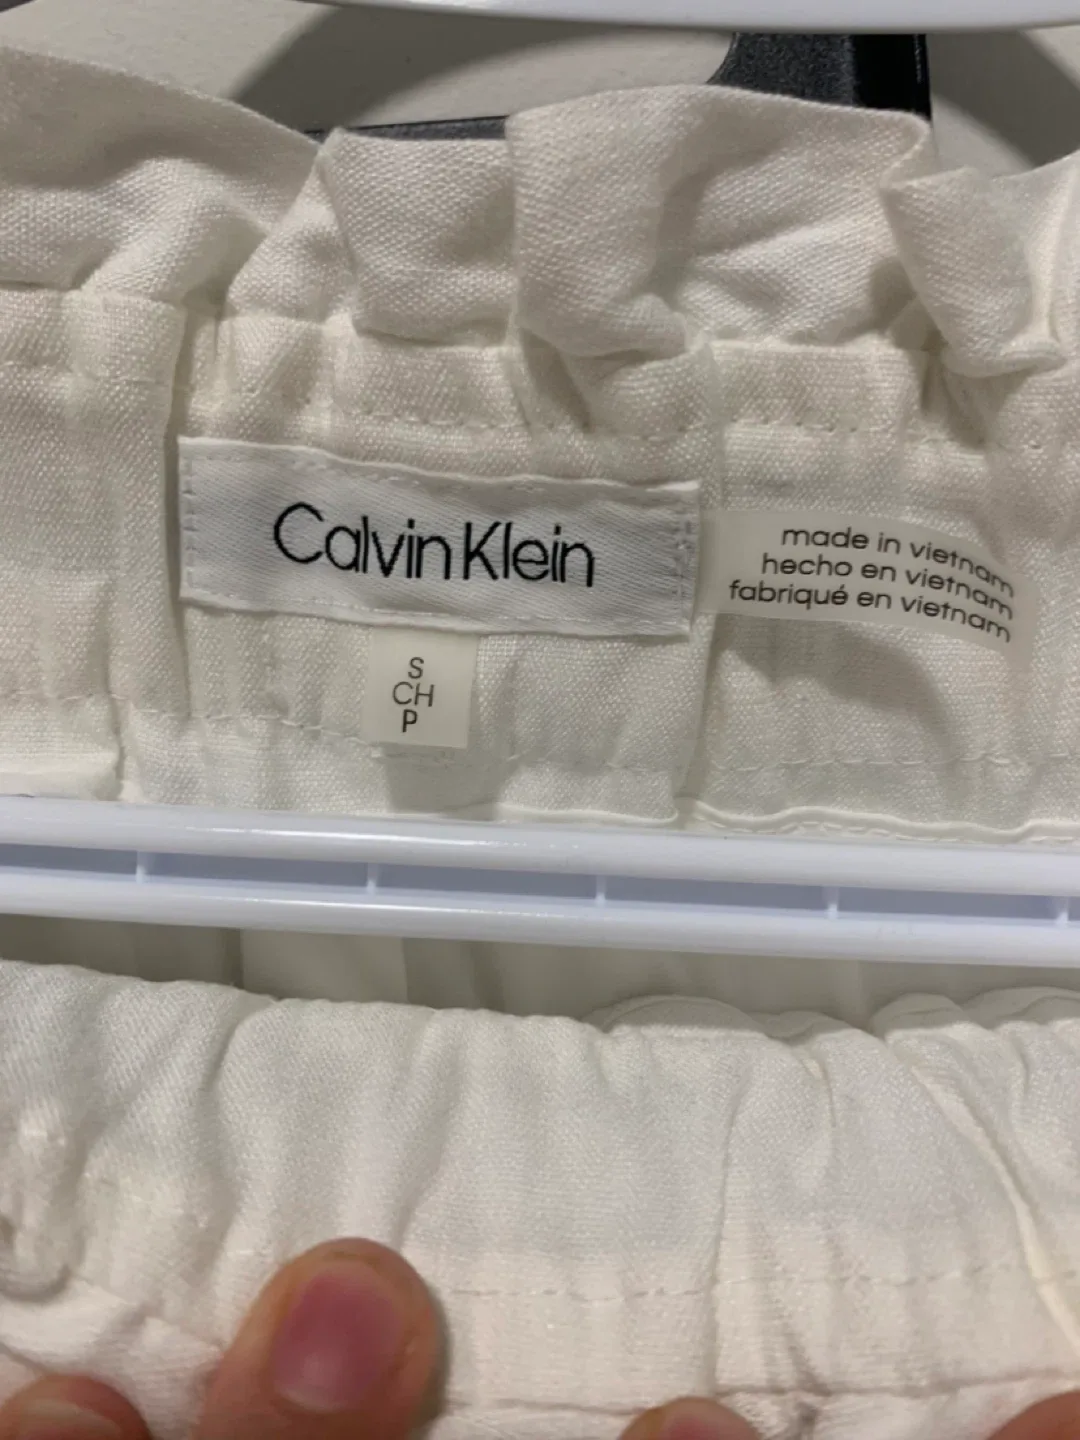 Calvin Klein
made in vietnam
hecho en vietnam
fabriqué en vietnam
S
CH
P